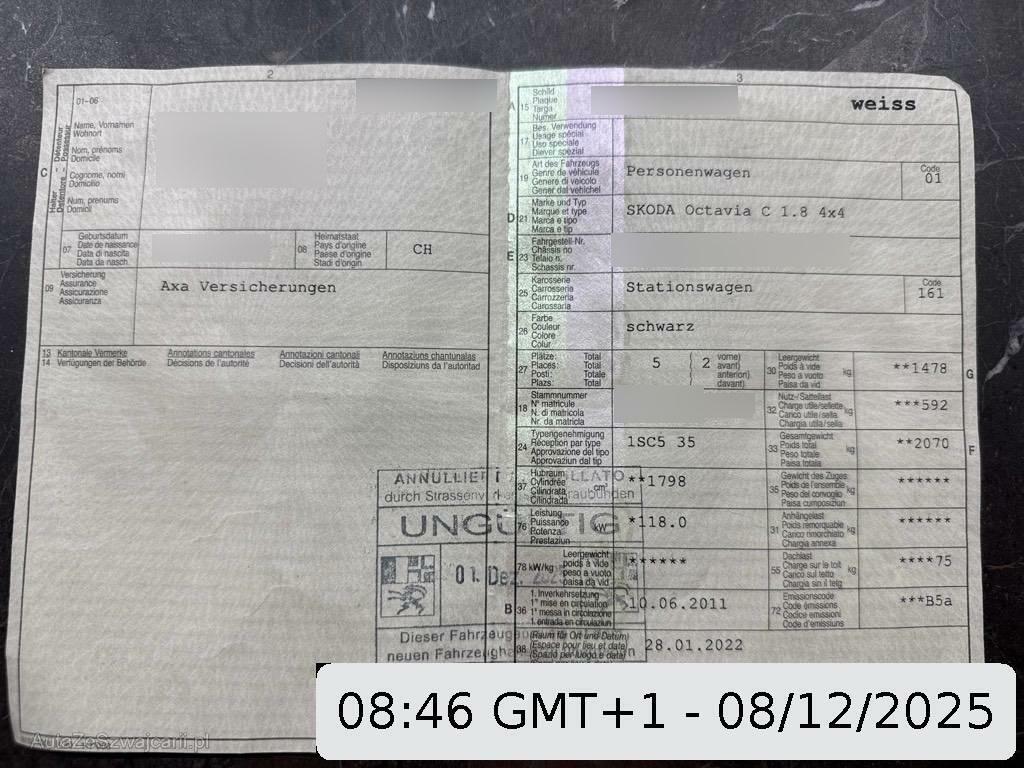 2
01-06
C
Halter Détenteur
Detentore Possessur
Name, Vornamen
Wohnort
Nom, prénoms
Domicile
Cognome, nomi
Domicilio
Num, prenums
Domicil
07
Geburtsdatum
Date de naissance
Data di nascita
Data da nasch.
08
Heimatstaat
Pays d'origine
Paese d'origine
Stadi d'origin
CH
09
Versicherung
Assurance
Assicurazione
Assicuranza
Axa Versicherungen
13 Kantonale Vermerke Annotations cantonales Annotazioni cantonali Annotaziuns chantunalas
14 Verfügungen der Behörde Décisions de l'autorité Decisioni dell'autorità Disposiziuns da l'autoritad
ANNULLIERT
durch Strassenv
UNGÜLTIG
01. Dez.
Dieser Fahrzeug
neuen Fahrzeugha
3
A 15
Schild
Plaque
Targa
Numer
weiss
17
Bes. Verwendung
Usage spécial
Uso speciale
Diever spezial
19
Art des Fahrzeugs
Genre de véhicule
Genere di veicolo
Gener dal vehichel
Personenwagen
Code
01
D 21
Marke und Typ
Marque et type
Marca e tipo
Marca e tip
SKODA Octavia C 1.8 4x4
E 23
Fahrgestell-Nr.
Châssis no
Telaio n.
Schassis nr.
25
Karosserie
Carrosserie
Carrozzeria
Carossaria
Stationswagen
Code
161
26
Farbe
Couleur
Colore
Colur
schwarz
27
Plätze: Total
Places: Total
Posti: Totale
Plazs: Total
5 { 2
vorne)
avant)
anteriori)
davant)
30
Leergewicht
Poids à vide
Peso a vuoto
Paisa da vid
kg
**1478
G
18
Stammnummer
N° matricule
N. di matricola
Nr. da matricla
32
Nutz-/Sattellast
Charge utile/sellette
Carico utile/sella
Chargia utila/sella
kg
***592
24
Typengenehmigung
Réception par type
Approvazione del tipo
Approvaziun dal tip
1SC5 35
33
Gesamtgewicht
Poids total
Peso totale
Paisa totala
kg
**2070
F
37
Hubraum
Cylindrée
Cilindrata
Cilindrada
cm³
**1798
35
Gewicht des Zuges
Poids de l'ensemble
Peso del convoglio
Paisa cumposiziun
kg
******
76
Leistung
Puissance
Potenza
Prestaziun
kW
*118.0
31
Anhängelast
Poids remorquable
Carico rimorchiato
Chargia annexa
kg
******
78 kW/kg
Leergewicht
poids à vide
peso a vuoto
paisa da vid
******
55
Dachlast
Charge sur le toit
Carico sul tetto
Chargia sin il tetg
kg
****75
B 36
1. Inverkehrsetzung
1re mise en circulation
1a messa in circolazione
1. entrada en circulaziun
10.06.2011
72
Emissionscode
Code émissions
Codice emissioni
Code d'emissiuns
***B5a
38
(Raum für Ort und Datum)
(Espace pour lieu et date)
(Spazio per luogo e data)
28.01.2022
AutaZeSzwajcarii.pl
08:46 GMT+1 - 08/12/2025